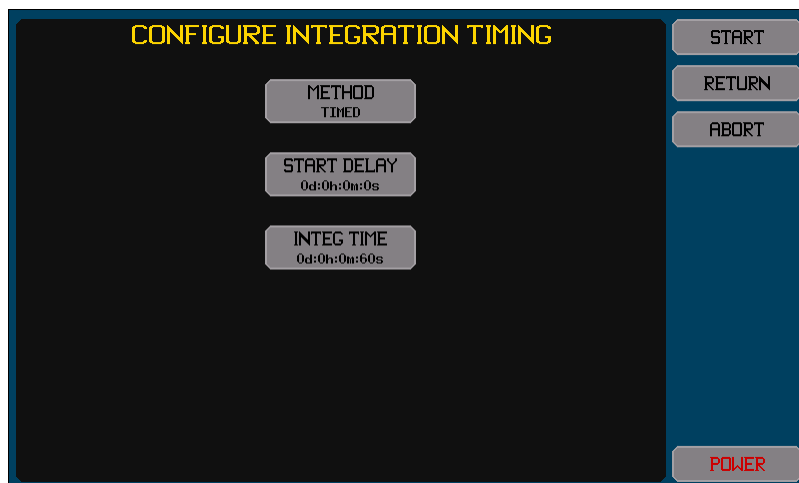 CONFIGURE INTEGRATION TIMING
METHOD
TIMED
START DELAY
0d:0h:0m:0s
INTEG TIME
0d:0h:0m:60s
START
RETURN
ABORT
POWER